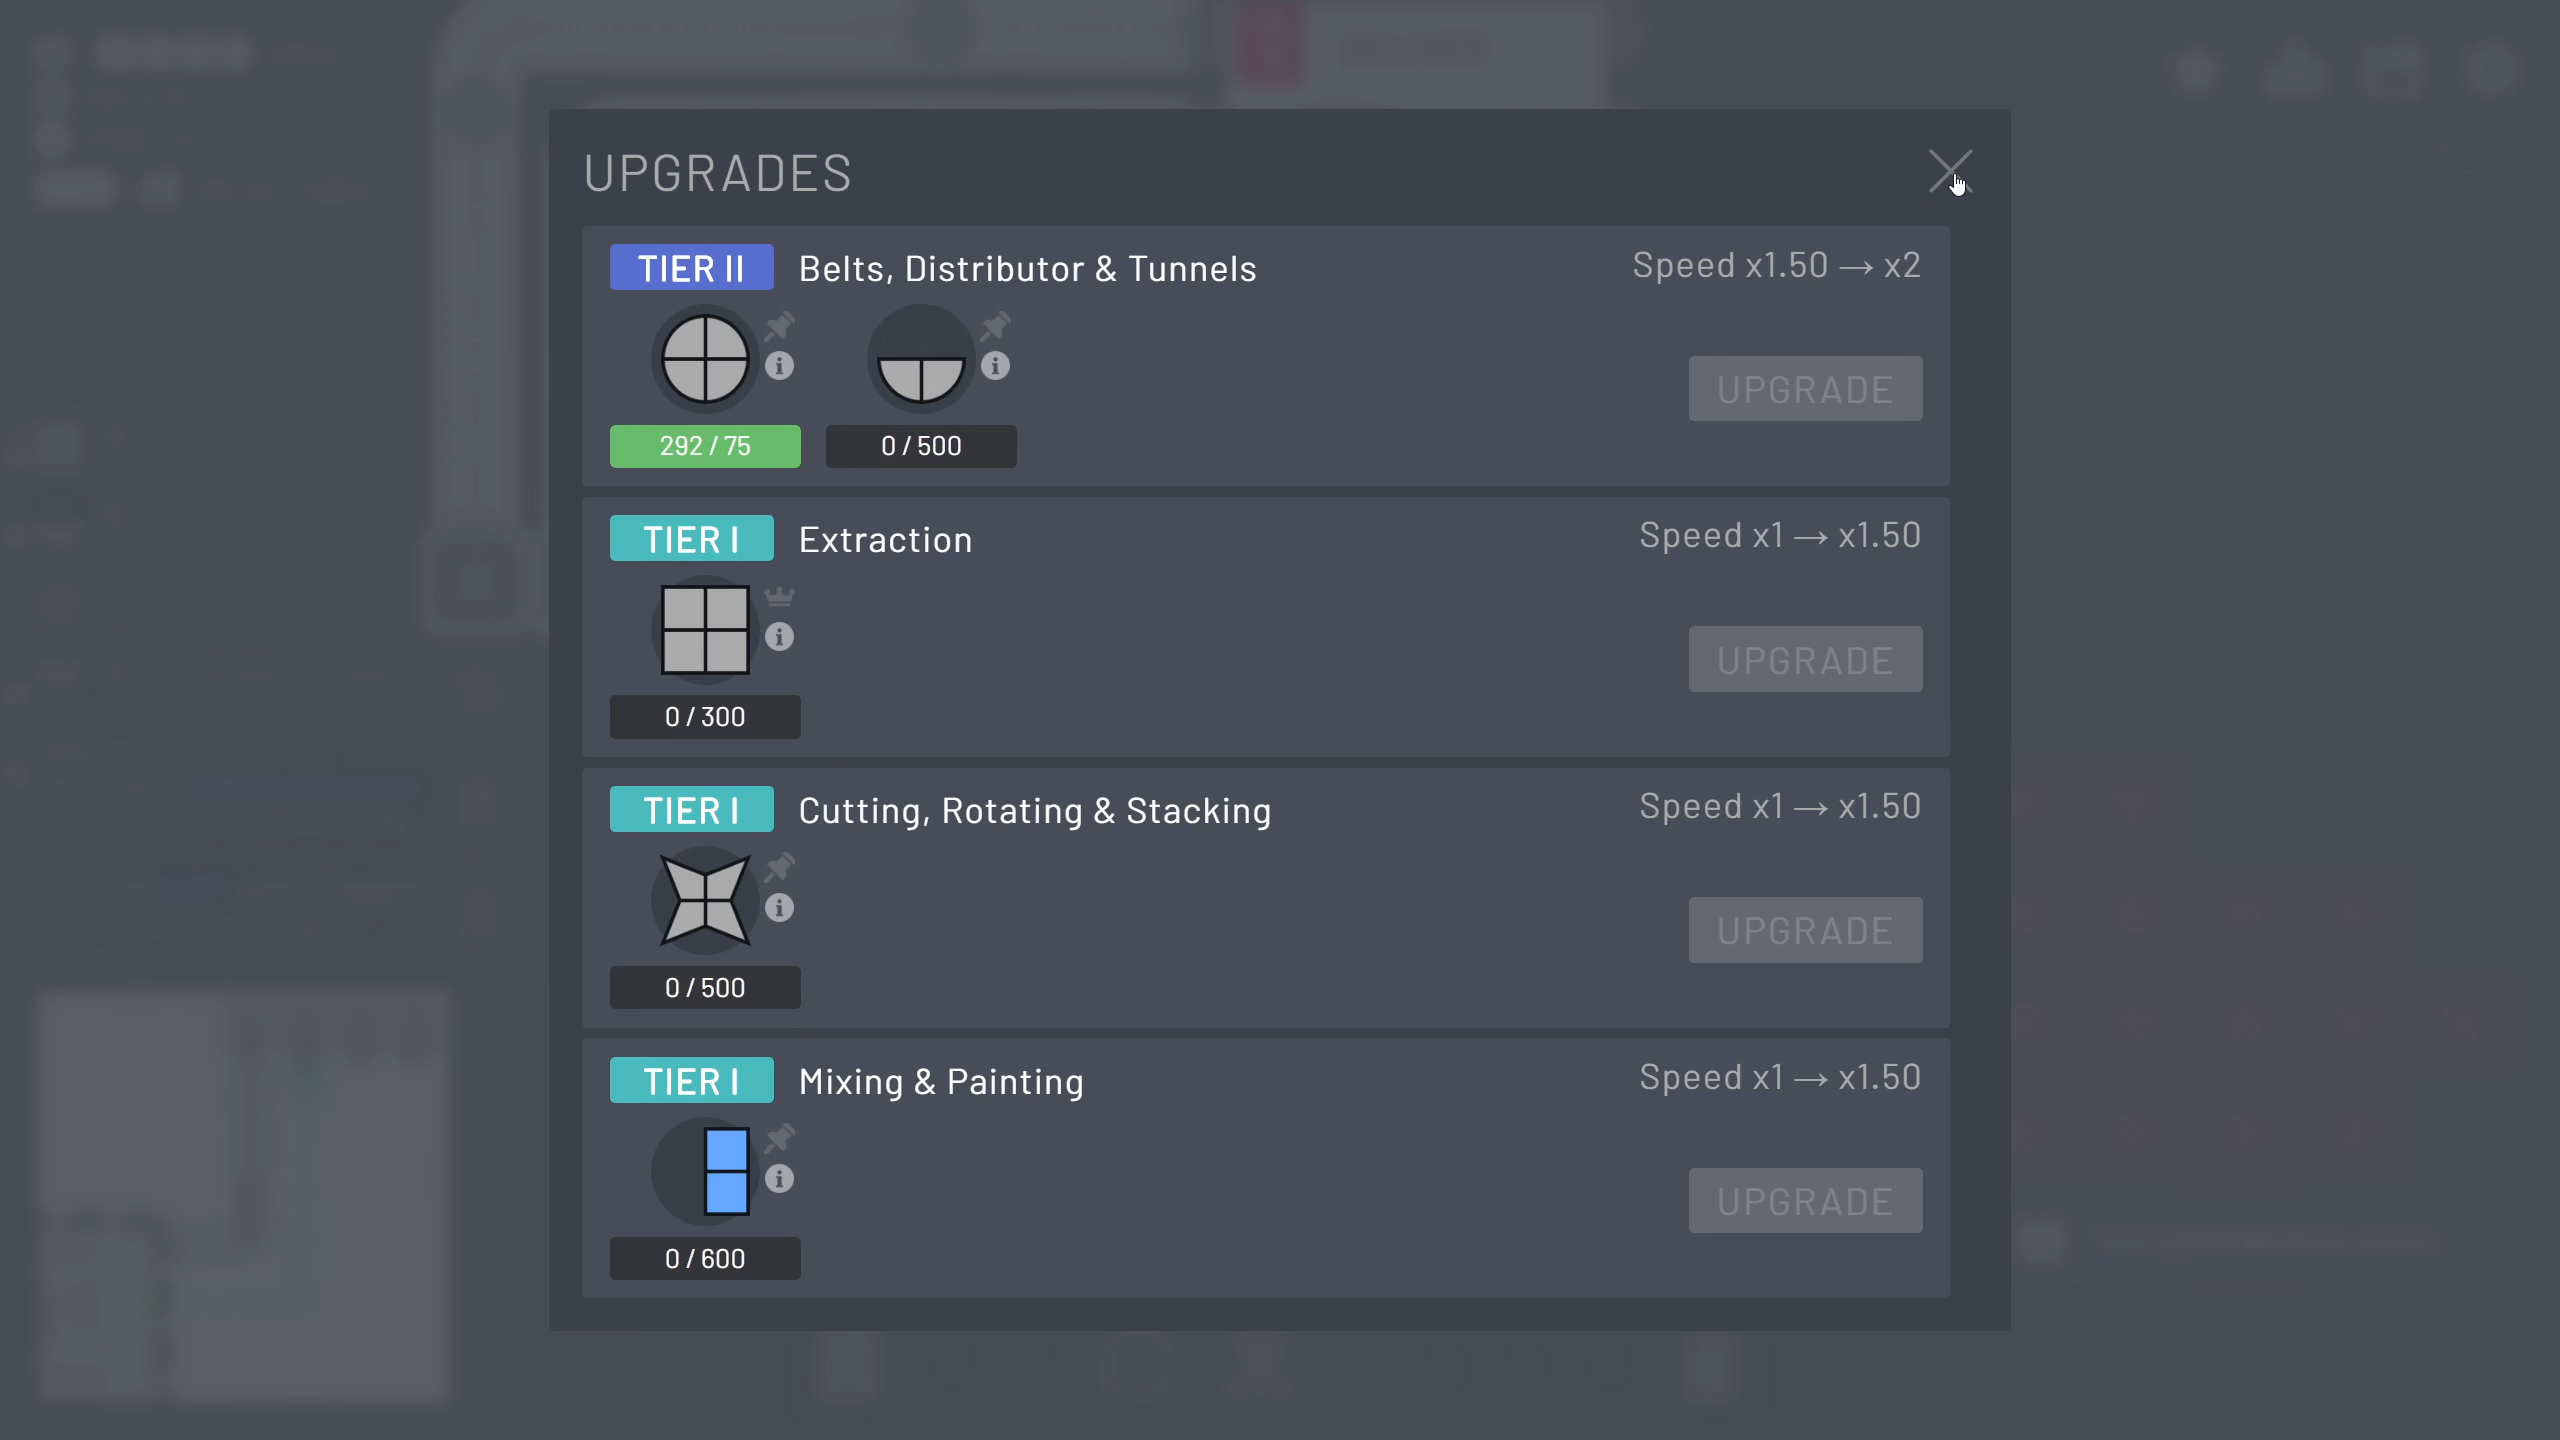 UPGRADES
TIER II Belts, Distributor & Tunnels Speed x1.50 → x2
292 / 75 0 / 500
UPGRADE
TIER I Extraction Speed x1 → x1.50
UPGRADE
0 / 300
TIER I Cutting, Rotating & Stacking Speed x1 → x1.50
UPGRADE
0 / 500
TIER I Mixing & Painting Speed x1 → x1.50
UPGRADE
0 / 600